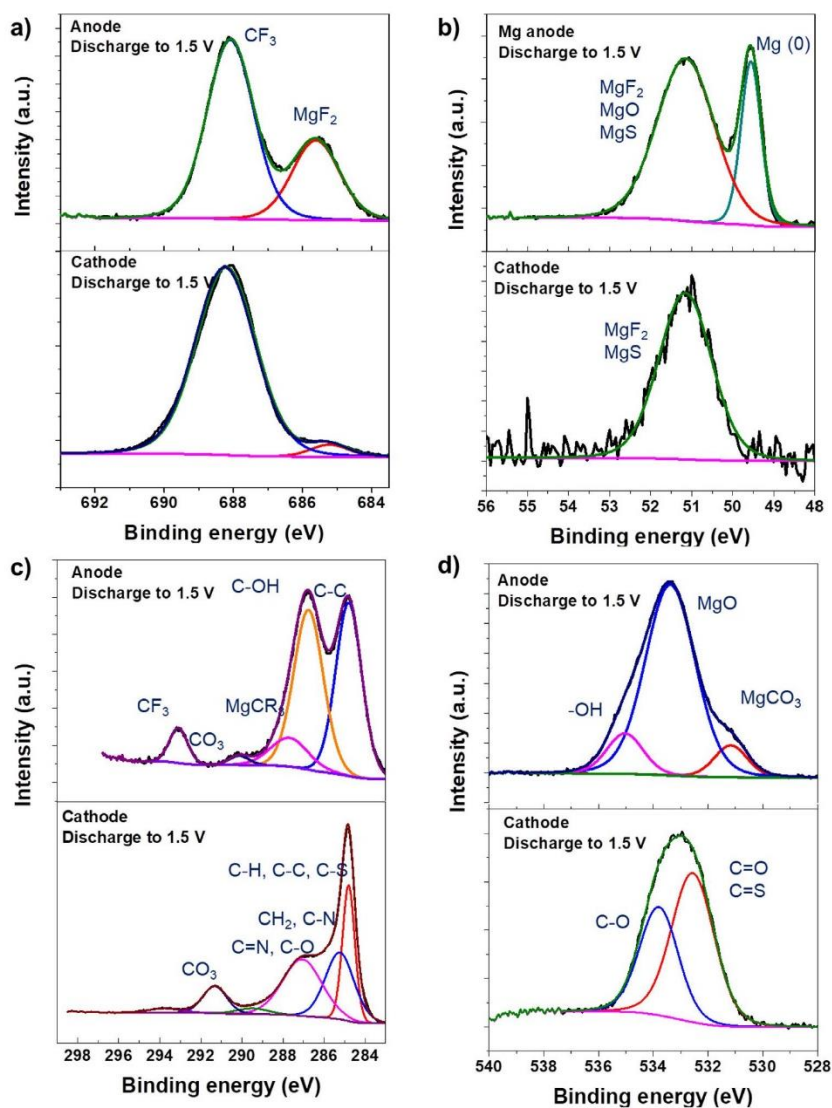 a)
Anode
Discharge to 1.5 V
CF₃
MgF₂
Intensity (a.u.)
Cathode
Discharge to 1.5 V
692 690 688 686 684
Binding energy (eV)
b)
Mg anode
Discharge to 1.5 V
Mg (0)
MgF₂
MgO
MgS
Intensity (a.u.)
Cathode
Discharge to 1.5 V
MgF₂
MgS
56 55 54 53 52 51 50 49 48
Binding energy (eV)
c)
Anode
Discharge to 1.5 V
C-OH
C-C
CF₃
CO₃
MgCR₃
Intensity (a.u.)
Cathode
Discharge to 1.5 V
C-H, C-C, C-S
CH₂, C-N
C=N, C-O
CO₃
298 296 294 292 290 288 286 284
Binding energy (eV)
d)
Anode
Discharge to 1.5 V
MgO
-OH
MgCO₃
Intensity (a.u.)
Cathode
Discharge to 1.5 V
C=O
C=S
C-O
540 538 535 534 532 530 528
Binding energy (eV)